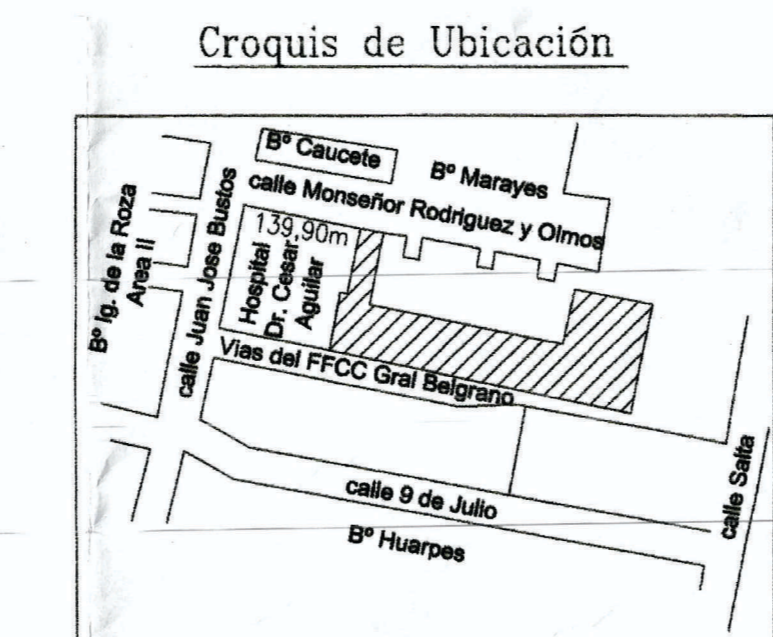 Croquis de Ubicación
Bº Caucete
Bº Marayes
calle Monseñor Rodriguez y Olmos
139,90m
Hospital
Dr. Cesar
Aguilar
Bº Ig. de la Roza
Area II
calle Juan Jose Bustos
Vias del FFCC Gral Belgrano
calle 9 de Julio
Bº Huarpes
calle Salta